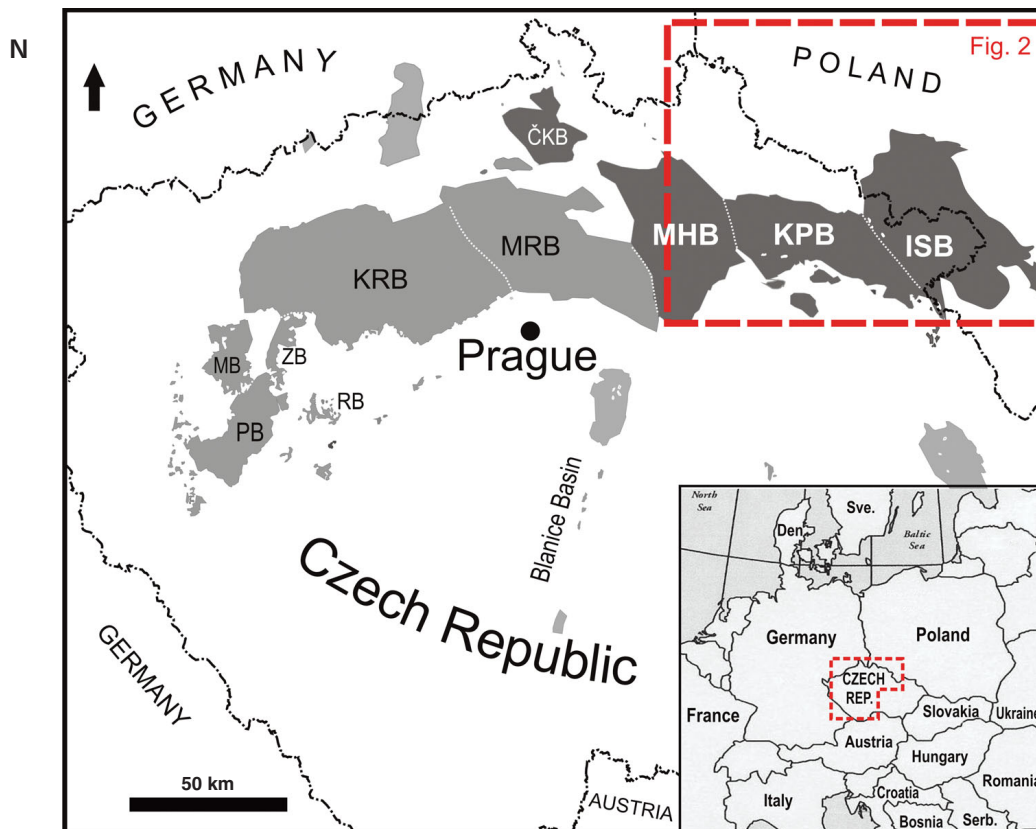 N
GERMANY
POLAND
Fig. 2
ČKB
MHB
KPB
ISB
MRB
KRB
Prague
MB
ZB
RB
PB
Blanice Basin
Czech Republic
GERMANY
50 km
AUSTRIA
North
Sea
Sve.
Den.
Baltic
Sea
Germany
Poland
CZECH
REP.
France
Slovakia
Ukraine
Austria
Hungary
Romania
Italy
Croatia
Bosnia
Serb.